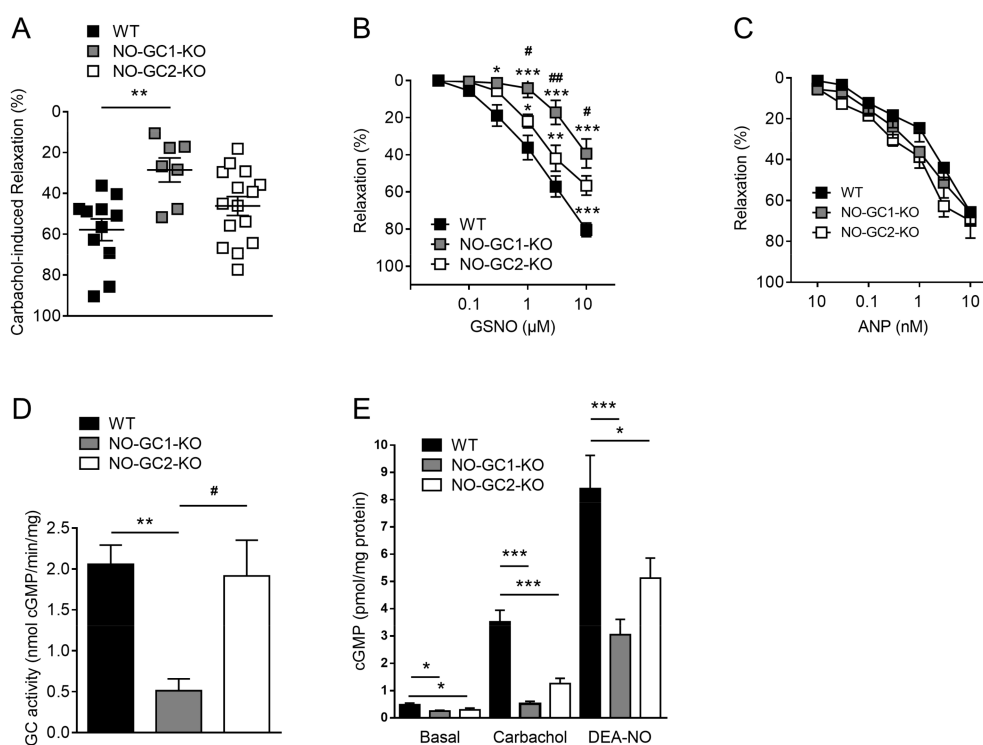 A
WT
NO-GC1-KO
NO-GC2-KO
Carbachol-induced Relaxation (%)
**
0
20
40
60
80
100
B
Relaxation (%)
0
20
40
60
80
100
#
##
*
***
***
#
*
***
**
***
WT
NO-GC1-KO
NO-GC2-KO
0.1 1 10
GSNO (µM)
C
Relaxation (%)
0
20
40
60
80
100
WT
NO-GC1-KO
NO-GC2-KO
10 0.1 1 10
ANP (nM)
D
WT
NO-GC1-KO
NO-GC2-KO
#
**
GC activity (nmol cGMP/min/mg)
2.5
2.0
1.5
1.0
0.5
0.0
E
WT
NO-GC1-KO
NO-GC2-KO
cGMP (pmol/mg protein)
10
9
8
7
6
5
4
3
2
1
0
*
*
***
***
***
*
Basal Carbachol DEA-NO